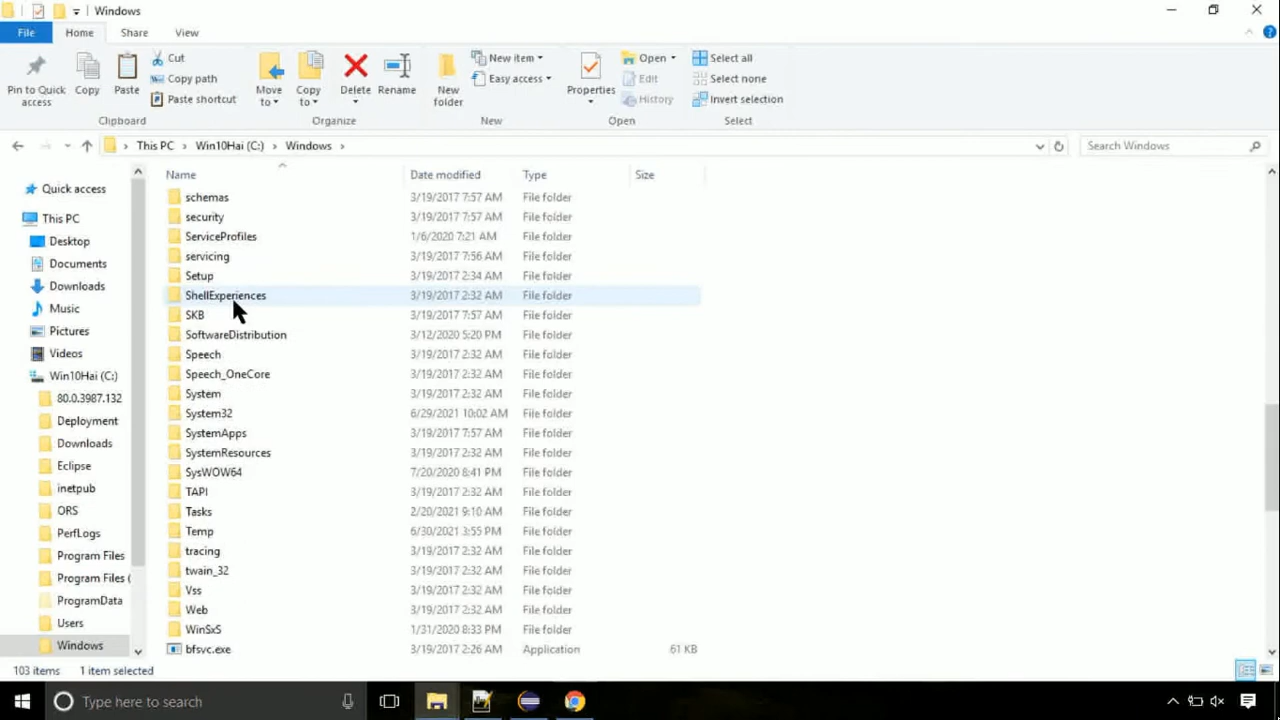 Windows
File Home Share View
Pin to Quick access
Copy
Paste
Cut
Copy path
Paste shortcut
Clipboard
Move to
Copy to
Delete
Rename
Organize
New folder
New item
Easy access
New
Properties
Open
Edit
History
Open
Select all
Select none
Invert selection
Select
This PC > Win10Hai (C:) > Windows >
Search Windows
Quick access
This PC
Desktop
Documents
Downloads
Music
Pictures
Videos
Win10Hai (C:)
80.0.3987.132
Deployment
Downloads
Eclipse
inetpub
ORS
PerfLogs
Program Files
Program Files (
ProgramData
Users
Windows
Name Date modified Type Size
schemas 3/19/2017 7:57 AM File folder
security 3/19/2017 7:57 AM File folder
ServiceProfiles 1/6/2020 7:21 AM File folder
servicing 3/19/2017 7:56 AM File folder
Setup 3/19/2017 2:34 AM File folder
ShellExperiences 3/19/2017 2:32 AM File folder
SKB 3/19/2017 7:57 AM File folder
SoftwareDistribution 3/12/2020 5:20 PM File folder
Speech 3/19/2017 2:32 AM File folder
Speech_OneCore 3/19/2017 2:32 AM File folder
System 3/19/2017 2:32 AM File folder
System32 6/29/2021 10:02 AM File folder
SystemApps 3/19/2017 7:57 AM File folder
SystemResources 3/19/2017 2:32 AM File folder
SysWOW64 7/20/2020 8:41 PM File folder
TAPI 3/19/2017 2:32 AM File folder
Tasks 2/20/2021 9:10 AM File folder
Temp 6/30/2021 3:55 PM File folder
tracing 3/19/2017 2:32 AM File folder
twain_32 3/19/2017 2:32 AM File folder
Vss 3/19/2017 2:32 AM File folder
Web 3/19/2017 2:32 AM File folder
WinSxS 1/31/2020 8:33 PM File folder
bfsvc.exe 3/19/2017 2:26 AM Application 61 KB
103 items 1 item selected
Type here to search